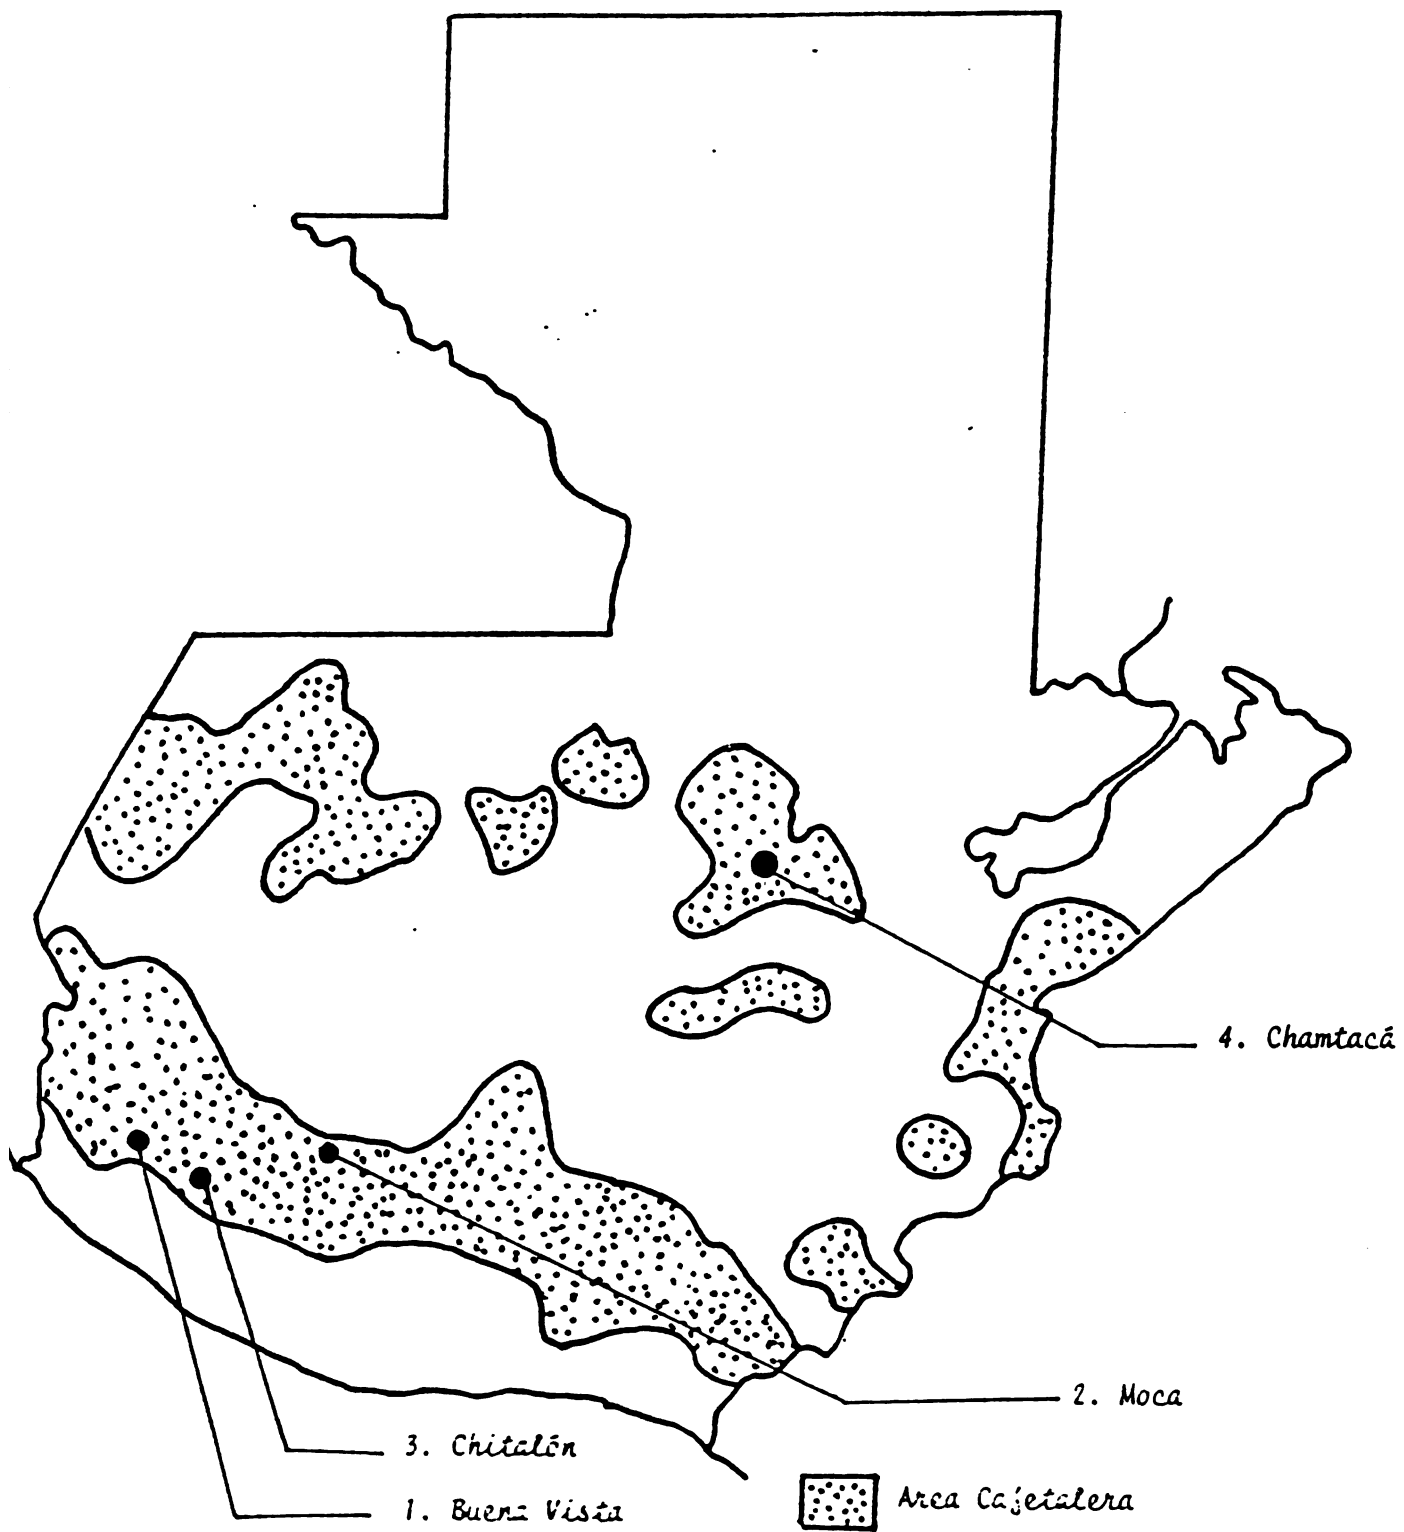 4. Chamtacá
2. Moca
3. Chitalón
1. Buena Vista
Area Cafetalera